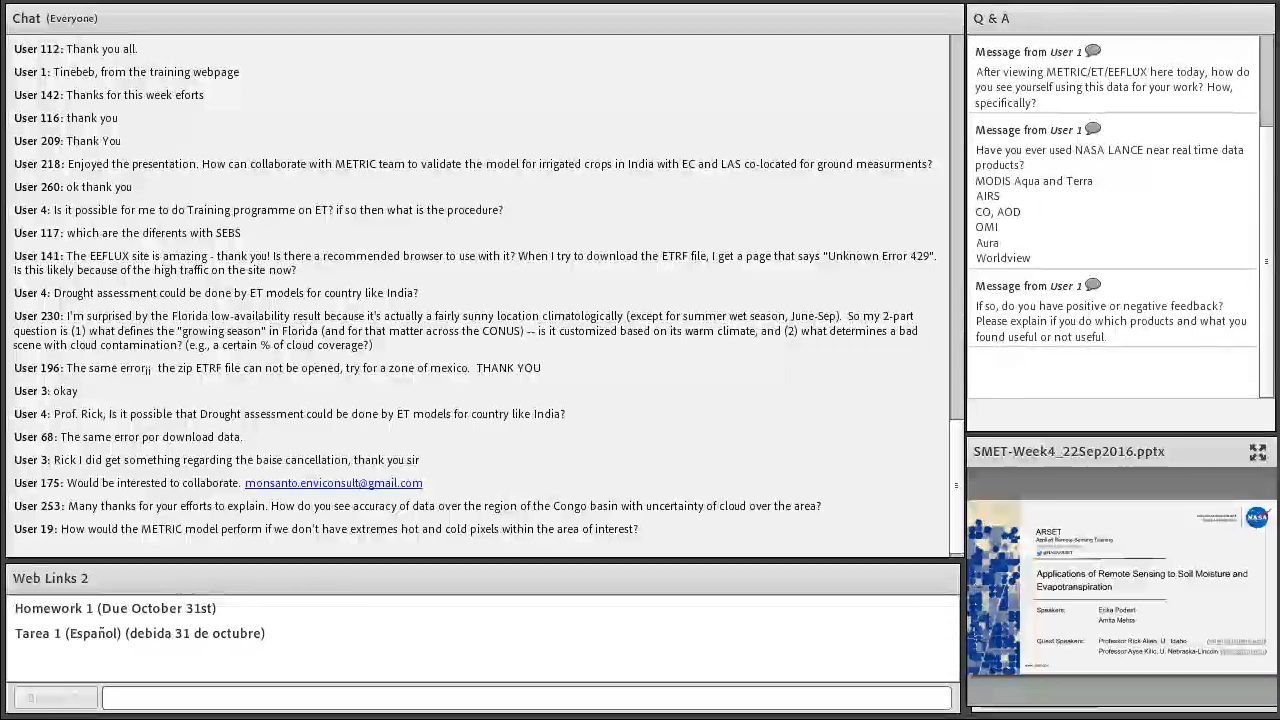 Chat (Everyone)
User 112: Thank you all.
User 1: Tinebeb, from the training webpage
User 142: Thanks for this week eforts
User 116: thank you
User 209: Thank You
User 218: Enjoyed the presentation. How can collaborate with METRIC team to validate the model for irrigated crops in India with EC and LAS co-located for ground measurments?
User 260: ok thank you
User 4: Is it possible for me to do Training programme on ET? if so then what is the procedure?
User 117: which are the diferents with SEBS
User 141: The EEFLUX site is amazing - thank you! Is there a recommended browser to use with it? When I try to download the ETRF file, I get a page that says "Unknown Error 429".
Is this likely because of the high traffic on the site now?
User 4: Drought assessment could be done by ET models for country like India?
User 230: I'm surprised by the Florida low-availability result because it's actually a fairly sunny location climatologically (except for summer wet season, June-Sep). So my 2-part
question is (1) what defines the "growing season" in Florida (and for that matter across the CONUS) -- is it customized based on its warm climate, and (2) what determines a bad
scene with cloud contamination? (e.g., a certain % of cloud coverage?)
User 196: The same error¡¡ the zip ETRF file can not be opened, try for a zone of mexico. THANK YOU
User 3: okay
User 4: Prof. Rick, Is it possible that Drought assessment could be done by ET models for country like India?
User 68: The same error por download data.
User 3: Rick I did get something regarding the baise cancellation, thank you sir
User 175: Would be interested to collaborate. monsanto.enviconsult@gmail.com
User 253: Many thanks for your efforts to explain. How do you see accuracy of data over the region of the Congo basin with uncertainty of cloud over the area?
User 19: How would the METRIC model perform if we don't have extremes hot and cold pixels within the area of interest?
Web Links 2
Homework 1 (Due October 31st)
Tarea 1 (Español) (debida 31 de octubre)
Q & A
Message from User 1
After viewing METRIC/ET/EEFLUX here today, how do
you see yourself using this data for your work? How,
specifically?
Message from User 1
Have you ever used NASA LANCE near real time data
products?
MODIS Aqua and Terra
AIRS
CO, AOD
OMI
Aura
Worldview
Message from User 1
If so, do you have positive or negative feedback?
Please explain if you do which products and what you
found useful or not useful.
SMET-Week4_22Sep2016.pptx
NASA
ARSET
Applied Remote Sensing Training
@NASAARSET
Applications of Remote Sensing to Soil Moisture and
Evapotranspiration
Speakers: Erika Podest
Amita Mehta
Guest Speakers: Professor Rick Allen, U. Idaho
Professor Ayse Kilic, U. Nebraska-Lincoln